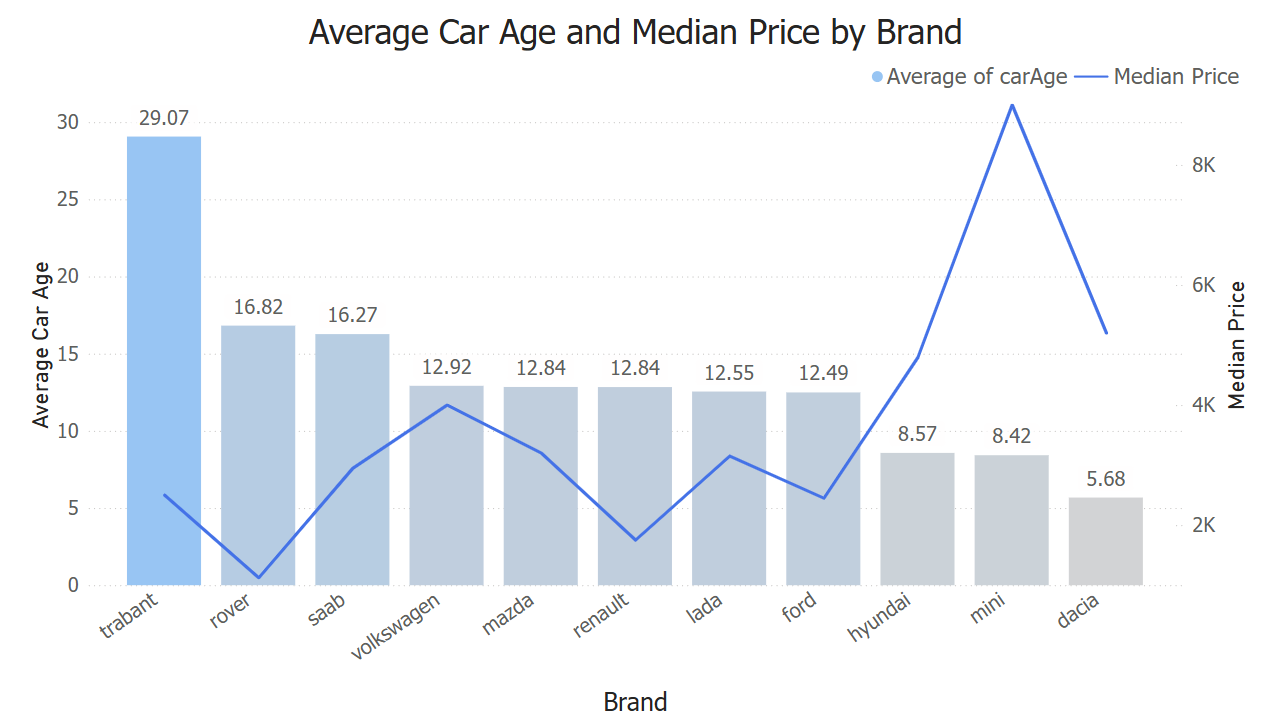 Average Car Age and Median Price by Brand
Average of carAge Median Price
30
25
20
15
10
5
0
Average Car Age
29.07
16.82
16.27
12.92
12.84
12.84
12.55
12.49
8.57
8.42
5.68
8K
6K
4K
2K
Median Price
trabant
rover
saab
volkswagen
mazda
renault
lada
ford
hyundai
mini
dacia
Brand